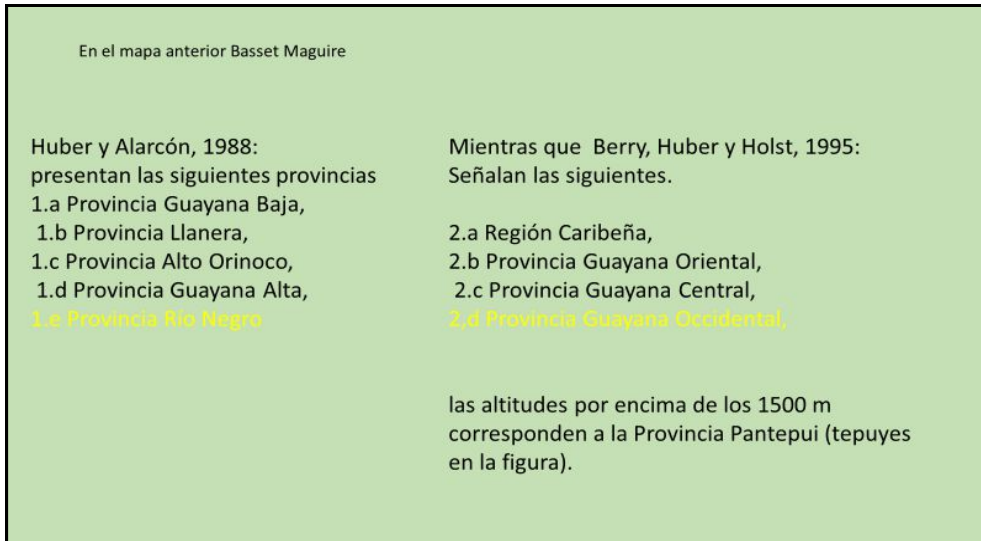 En el mapa anterior Basset Maguire
Huber y Alarcón, 1988:
presentan las siguientes provincias
1.a Provincia Guayana Baja,
1.b Provincia Llanera,
1.c Provincia Alto Orinoco,
1.d Provincia Guayana Alta,
1.e Provincia Río Negro
Mientras que Berry, Huber y Holst, 1995:
Señalan las siguientes.
2.a Región Caribeña,
2.b Provincia Guayana Oriental,
2.c Provincia Guayana Central,
2,d Provincia Guayana Occidental,
las altitudes por encima de los 1500 m
corresponden a la Provincia Pantepui (tepuyes
en la figura).